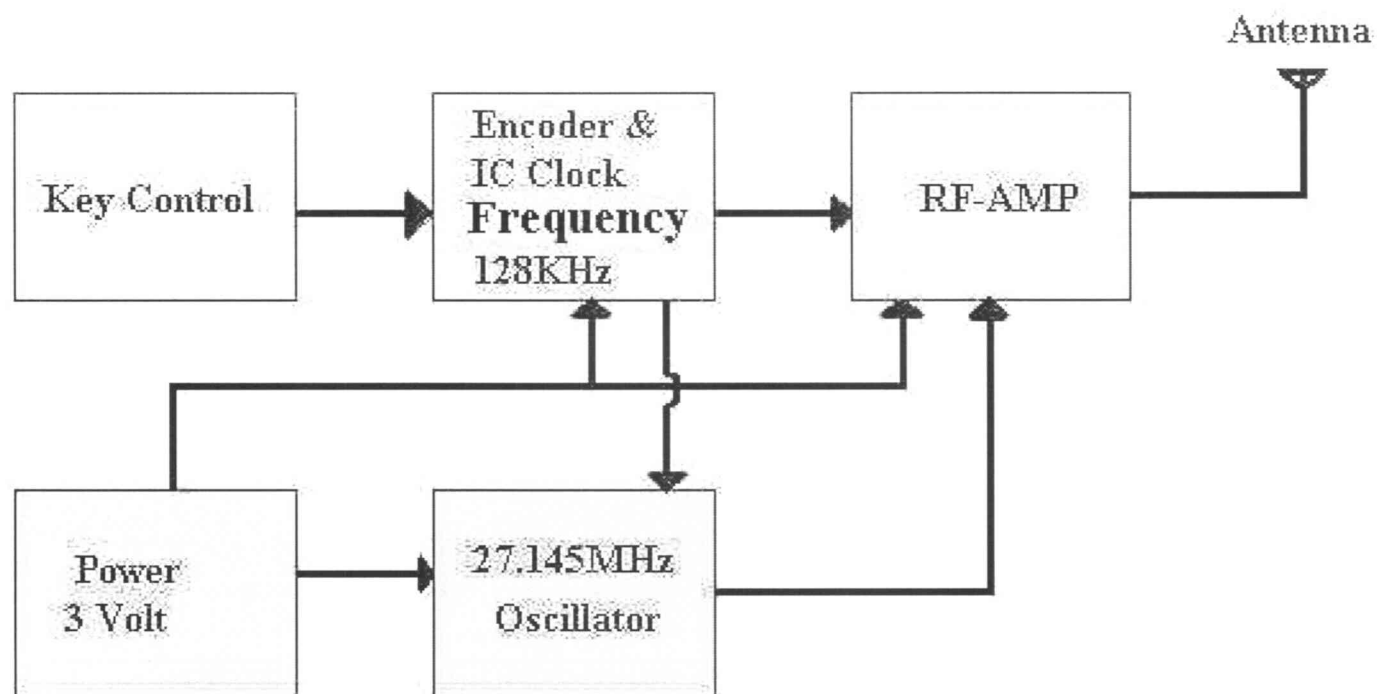 Antenna
Key Control
Encoder &
IC Clock
Frequency
128KHz
RF-AMP
Power
3 Volt
27.145MHz
Oscillator